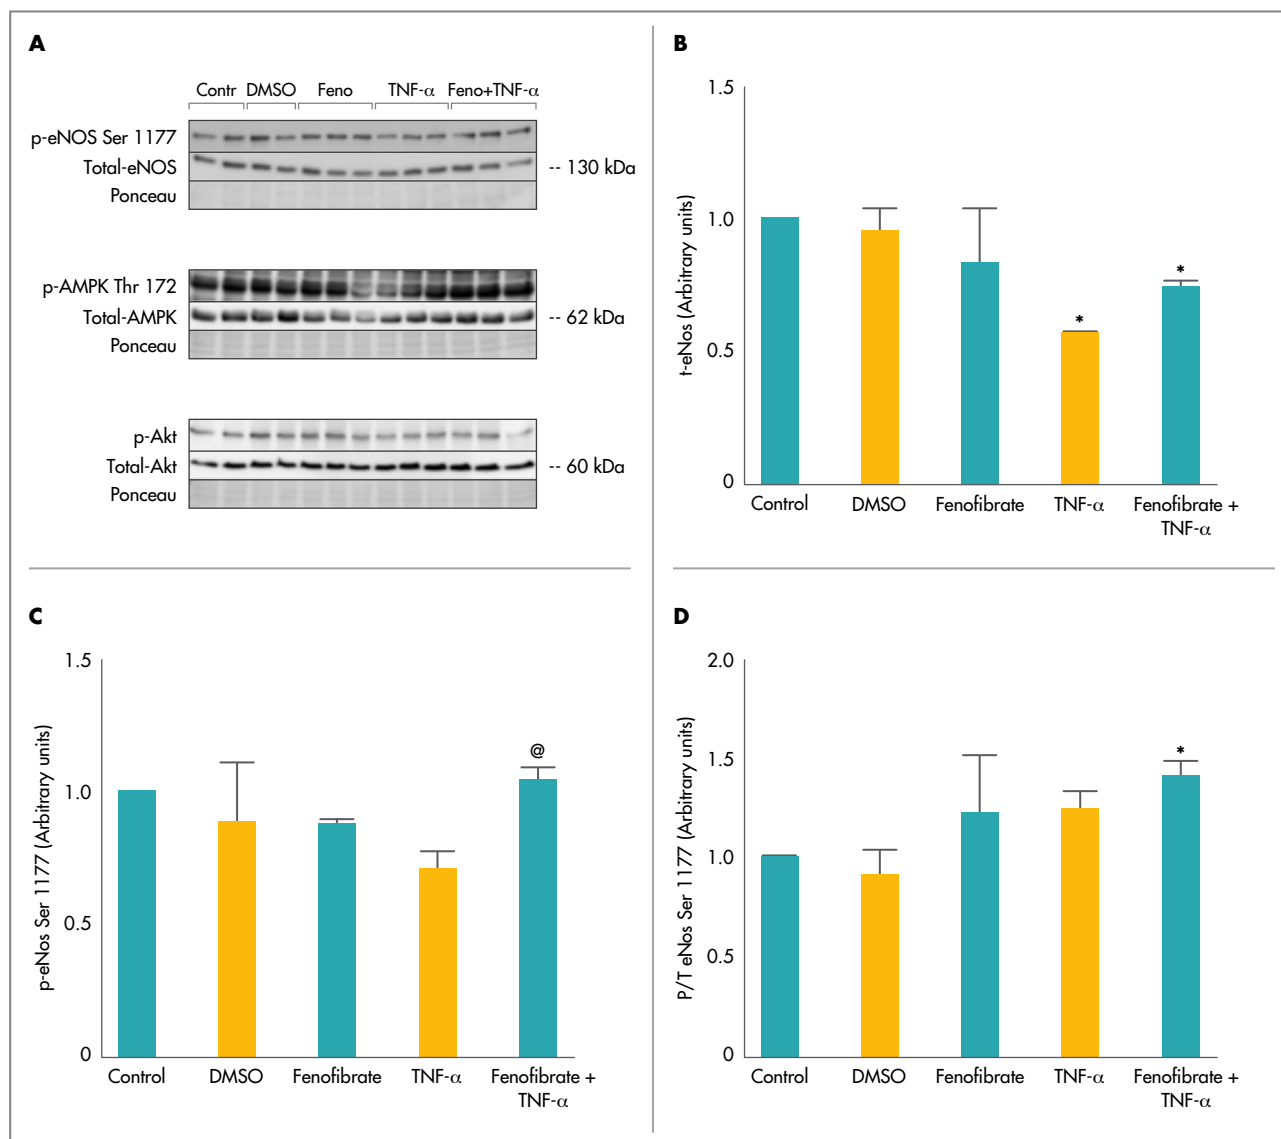 A
Contr DMSO Feno TNF-α Feno+TNF-α
p-eNOS Ser 1177
Total-eNOS -- 130 kDa
Ponceau
p-AMPK Thr 172
Total-AMPK -- 62 kDa
Ponceau
p-Akt
Total-Akt -- 60 kDa
Ponceau
B
t-eNos (Arbitrary units)
1.5
1.0
0.5
0
* *
Control DMSO Fenofibrate TNF-α Fenofibrate +
TNF-α
C
p-eNos Ser 1177 (Arbitrary units)
1.5
1.0
0.5
0
@
Control DMSO Fenofibrate TNF-α Fenofibrate +
TNF-α
D
P/T eNos Ser 1177 (Arbitrary units)
2.0
1.5
1.0
0.5
0
*
Control DMSO Fenofibrate TNF-α Fenofibrate +
TNF-α